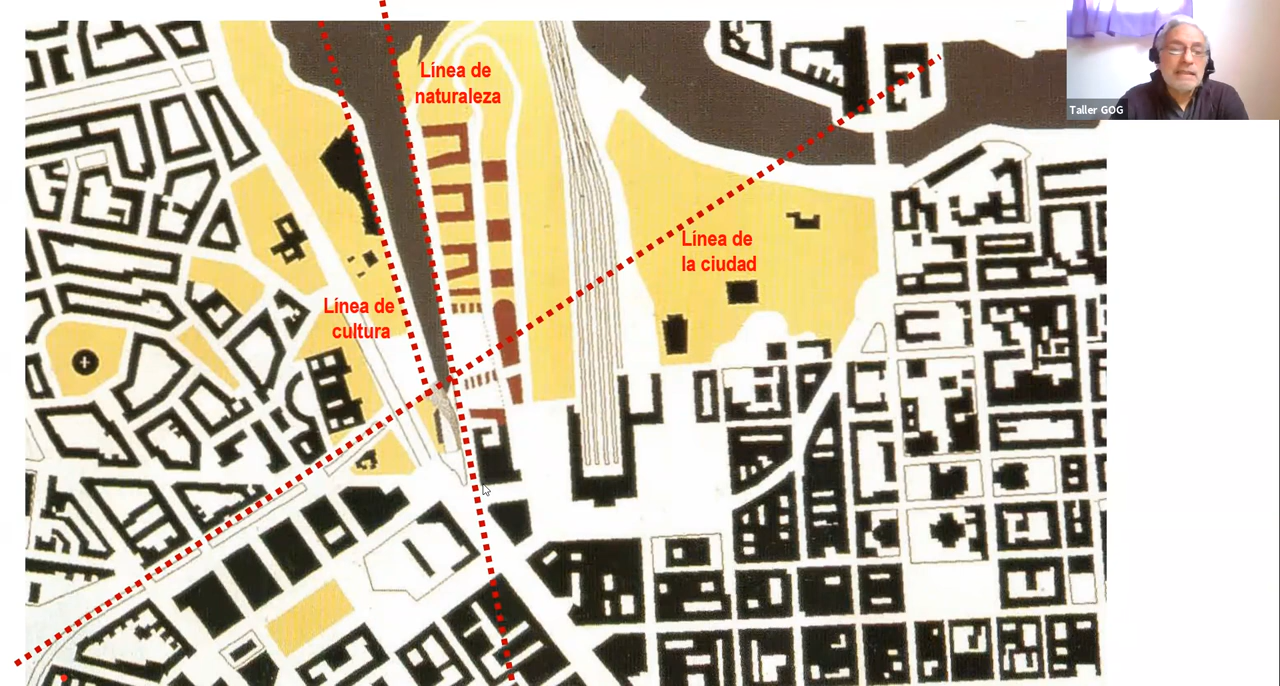 Línea de
naturaleza
Taller GOG
Línea de
la ciudad
Línea de
cultura